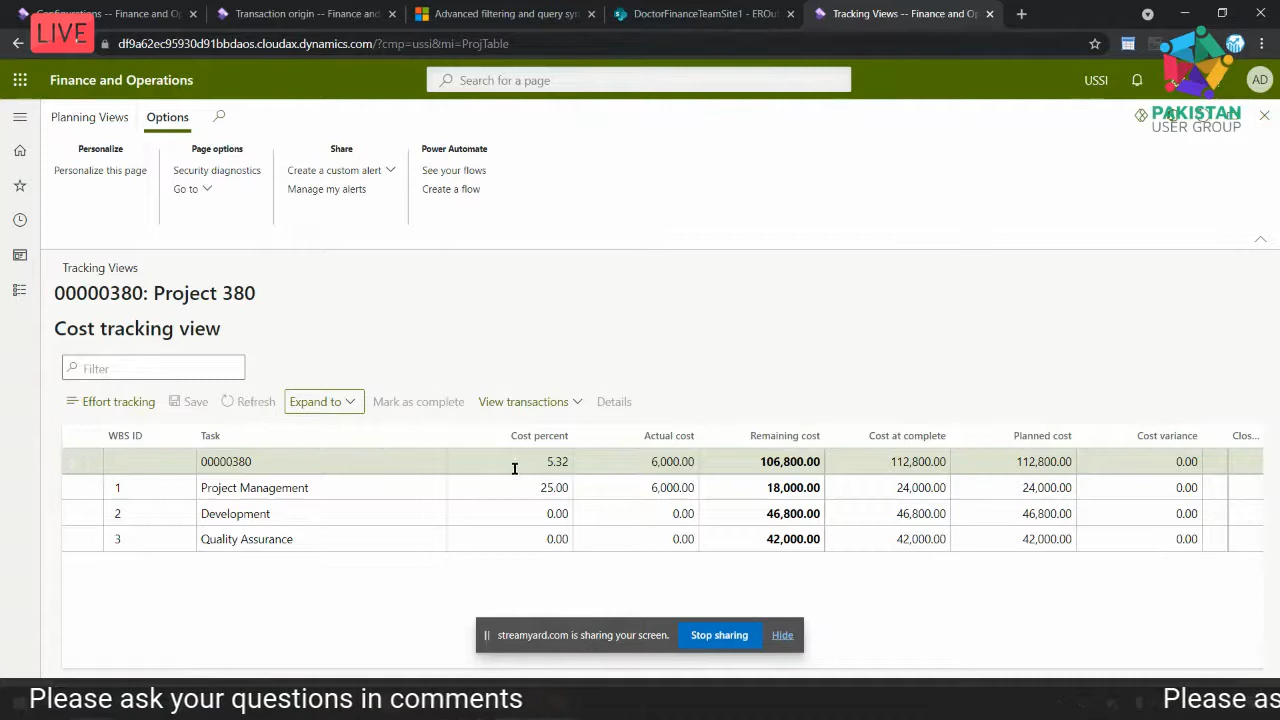 Configurations -- Finance and Op
Transaction origin -- Finance and
Advanced filtering and query syn
DoctorFinanceTeamSite1 - EROL
Tracking Views -- Finance and Op
LIVE
df9a62ec95930d91bbdaos.cloudax.dynamics.com/?cmp=ussi&mi=ProjTable
Finance and Operations
Search for a page
USSI
AD
PAKISTAN
USER GROUP
Planning Views
Options
Personalize
Page options
Share
Power Automate
Personalize this page
Security diagnostics
Create a custom alert
See your flows
Go to
Manage my alerts
Create a flow
Tracking Views
00000380: Project 380
Cost tracking view
Filter
Effort tracking
Save
Refresh
Expand to
Mark as complete
View transactions
Details
WBS ID Task Cost percent Actual cost Remaining cost Cost at complete Planned cost Cost variance Clos...
00000380 5.32 6,000.00 106,800.00 112,800.00 112,800.00 0.00
1 Project Management 25.00 6,000.00 18,000.00 24,000.00 24,000.00 0.00
2 Development 0.00 0.00 46,800.00 46,800.00 46,800.00 0.00
3 Quality Assurance 0.00 0.00 42,000.00 42,000.00 42,000.00 0.00
streamyard.com is sharing your screen.
Stop sharing
Hide
Please ask your questions in comments
Please as